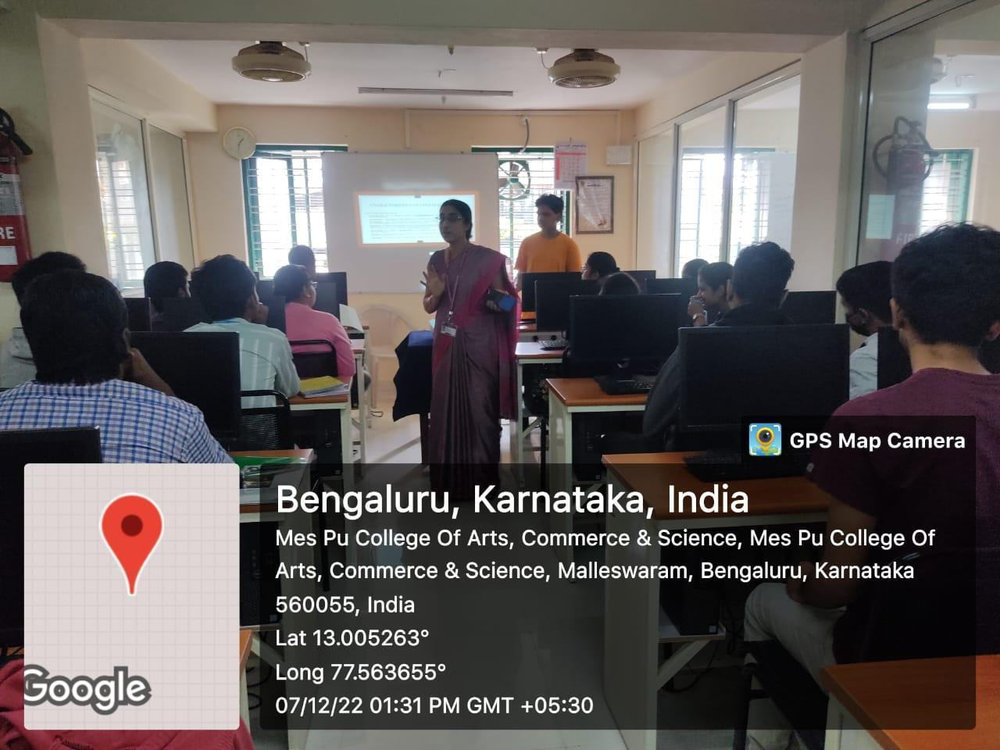 RE
GPS Map Camera
Bengaluru, Karnataka, India
Mes Pu College Of Arts, Commerce & Science, Mes Pu College Of
Arts, Commerce & Science, Malleswaram, Bengaluru, Karnataka
560055, India
Lat 13.005263°
Long 77.563655°
07/12/22 01:31 PM GMT +05:30
Google